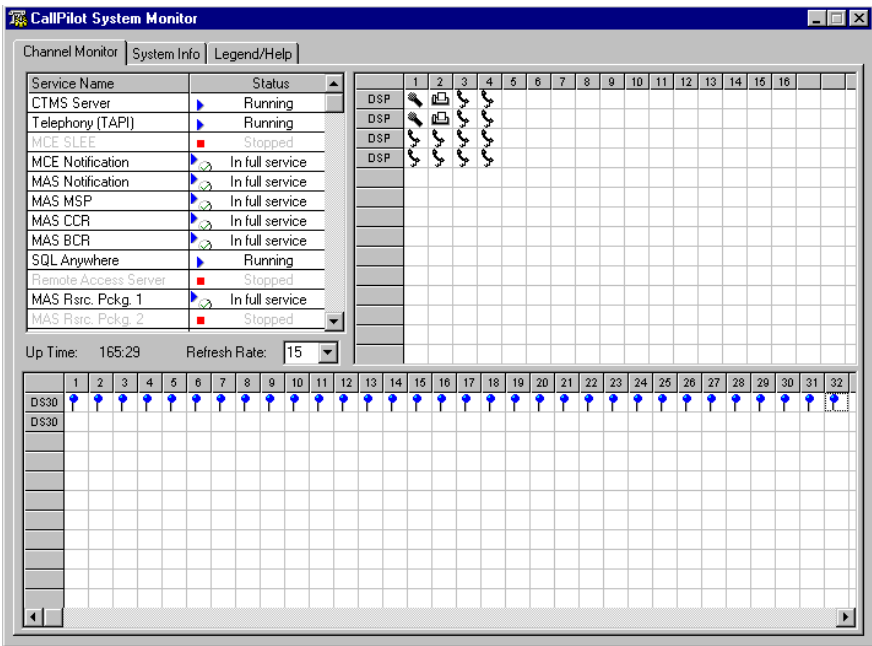 CallPilot System Monitor
Channel Monitor System Info Legend/Help
Service Name Status
CTMS Server Running
Telephony (TAPI) Running
MCE SLEE Stopped
MCE Notification In full service
MAS Notification In full service
MAS MSP In full service
MAS CCR In full service
MAS BCR In full service
SQL Anywhere Running
Remote Access Server Stopped
MAS Rsrc. Pckg. 1 In full service
MAS Rsrc. Pckg. 2 Stopped
Up Time: 165:29 Refresh Rate: 15
1 2 3 4 5 6 7 8 9 10 11 12 13 14 15 16
DSP
DSP
DSP
DSP
1 2 3 4 5 6 7 8 9 10 11 12 13 14 15 16 17 18 19 20 21 22 23 24 25 26 27 28 29 30 31 32
DS30
DS30